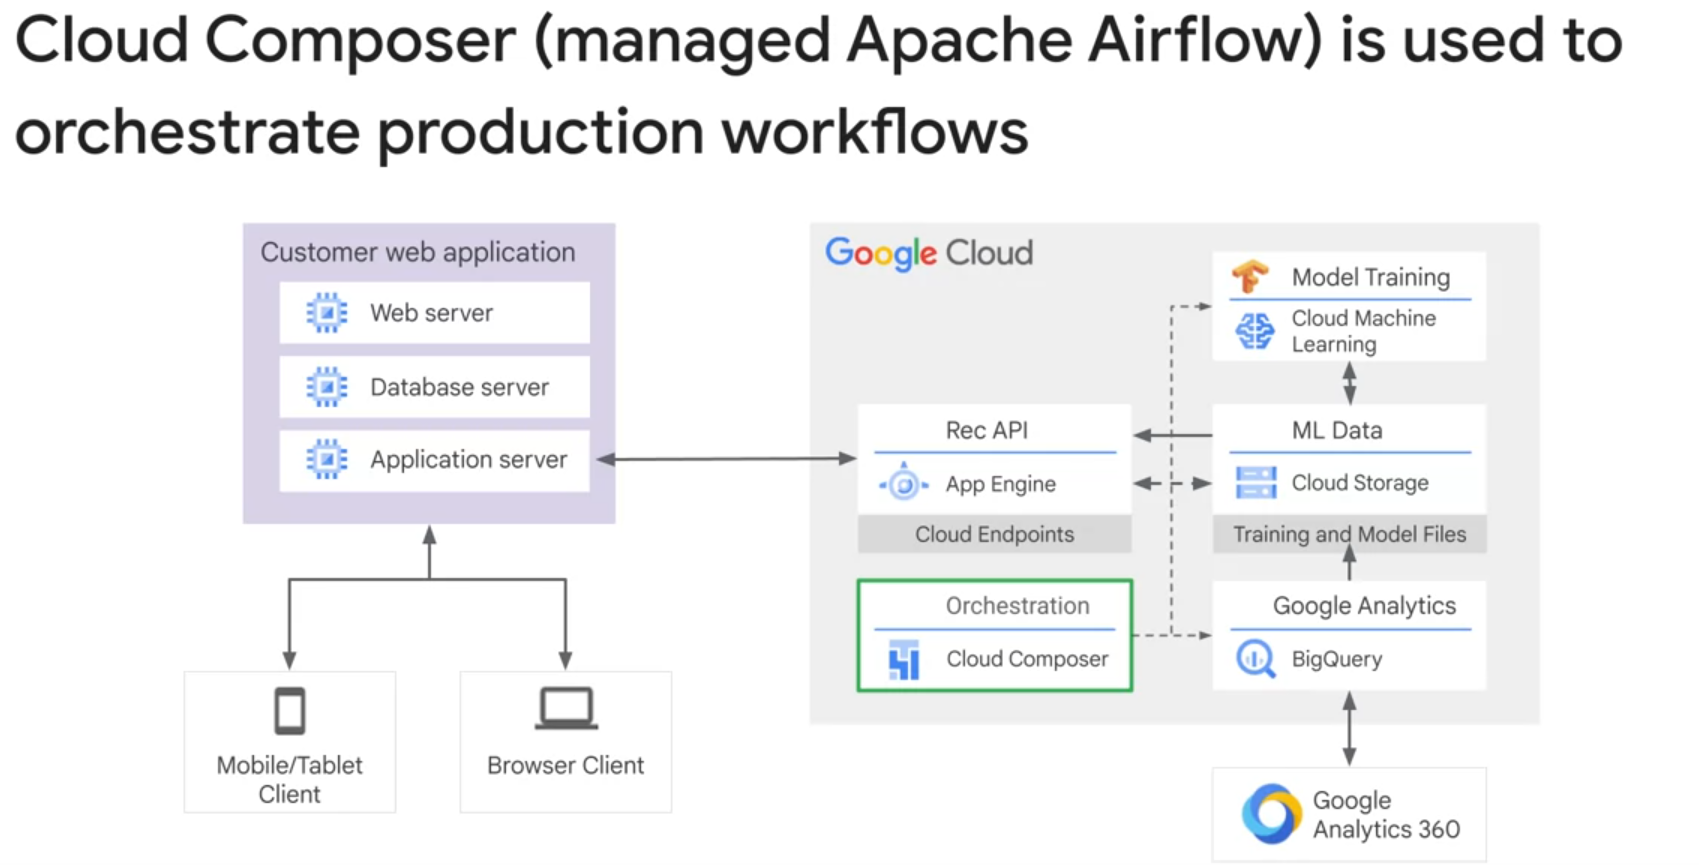 Cloud Composer (managed Apache Airflow) is used to
orchestrate production workflows
Customer web application
Web server
Database server
Application server
Mobile/Tablet
Client
Browser Client
Google Cloud
Model Training
Cloud Machine
Learning
Rec API
App Engine
Cloud Endpoints
ML Data
Cloud Storage
Training and Model Files
Orchestration
Cloud Composer
Google Analytics
BigQuery
Google
Analytics 360